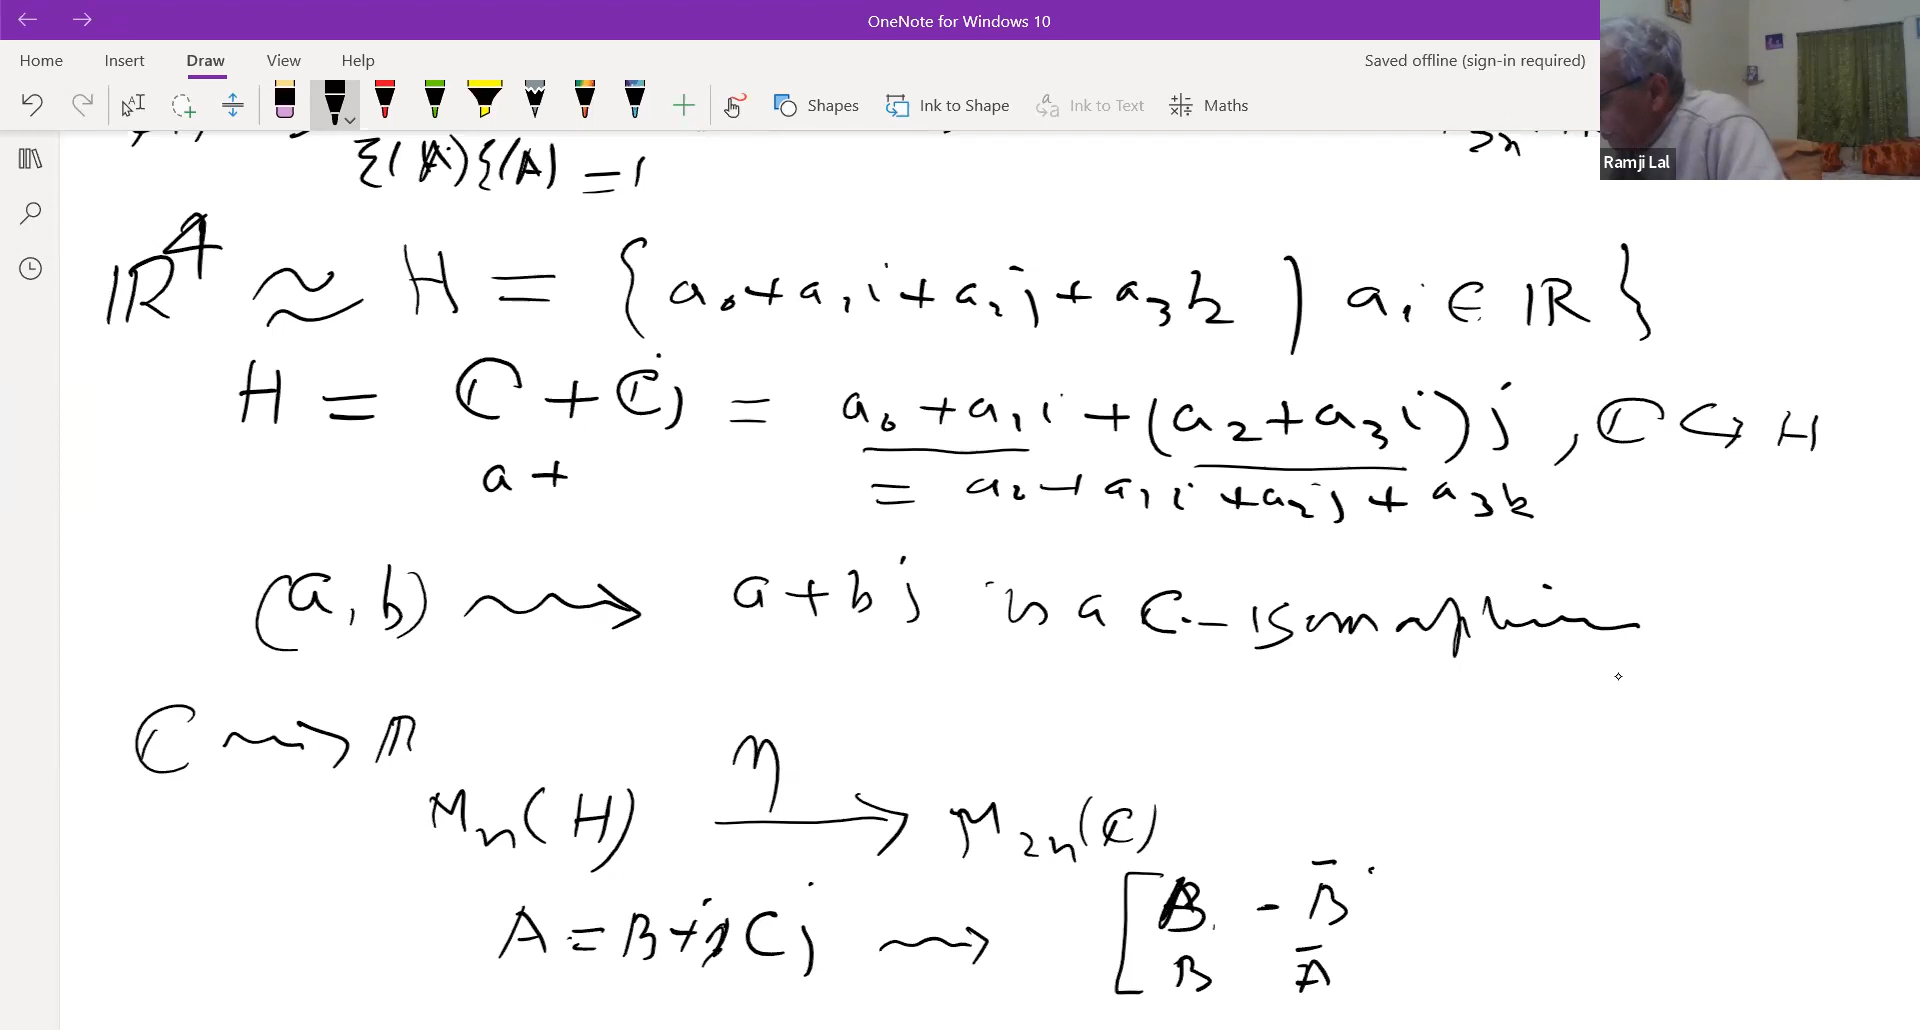 OneNote for Windows 10
Home Insert Draw View Help Saved offline (sign-in required)
Shapes Ink to Shape Ink to Text Maths
Ramji Lal
ξ(A){(A) = 1
2n
ℝ⁴ ≈ H = { a₀ + a₁i + a₂j + a₃k | aᵢ ∈ ℝ }
H = ℂ + ℂj = a₀ + a₁i + (a₂ + a₃i)j , ℂ ↪ H
a + = a₀ + a₁i + a₂j + a₃k
(a, b) ⇝ a + bj is a ℂ-isomorphism
ℂ ⇝ ℝ
Mₙ(H) —η→ M₂ₙ(ℂ)
A = B + Cj ⇝ [ B - B̄
B Ā